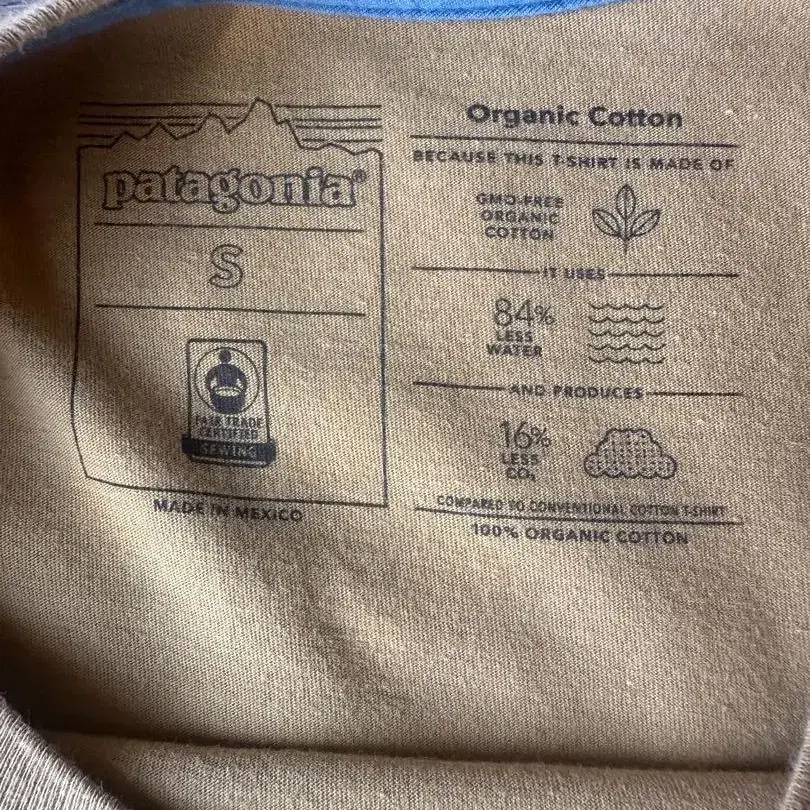 patagonia®
S
FAIR TRADE
CERTIFIED
SEWING
MADE IN MEXICO
Organic Cotton
BECAUSE THIS T-SHIRT IS MADE OF
GMO-FREE
ORGANIC
COTTON
IT USES
84%
LESS
WATER
AND PRODUCES
16%
LESS
CO₂
COMPARED TO CONVENTIONAL COTTON T-SHIRT
100% ORGANIC COTTON